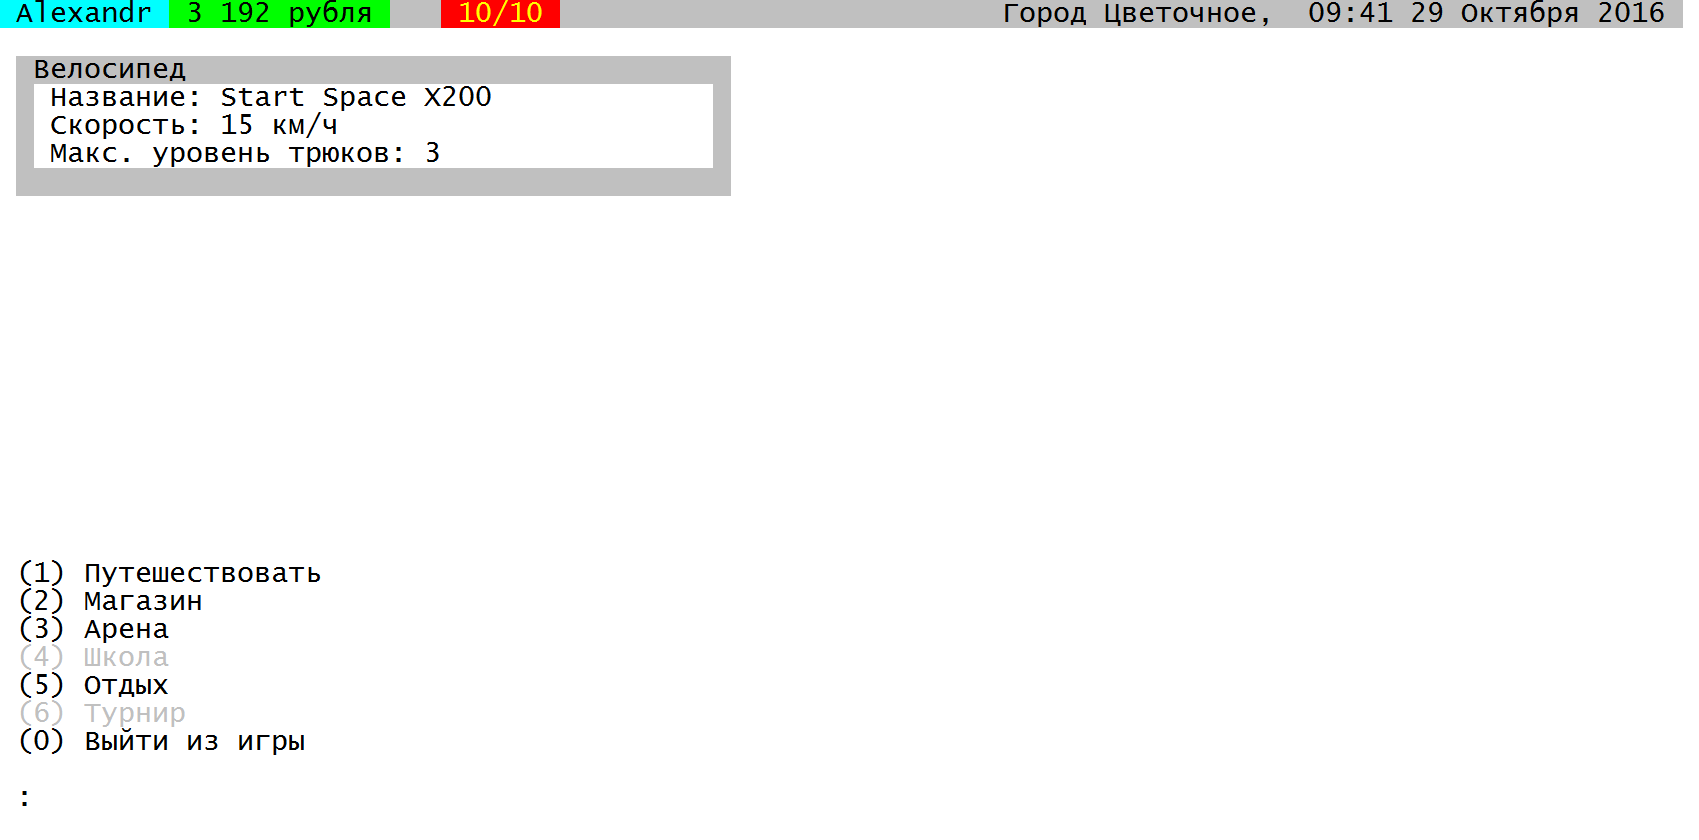 Alexandr 3 192 рубля 10/10 Город Цветочное, 09:41 29 Октября 2016
Велосипед
Название: Start Space X200
Скорость: 15 км/ч
Макс. уровень трюков: 3
(1) Путешествовать
(2) Магазин
(3) Арена
(4) Школа
(5) Отдых
(6) Турнир
(0) Выйти из игры
: